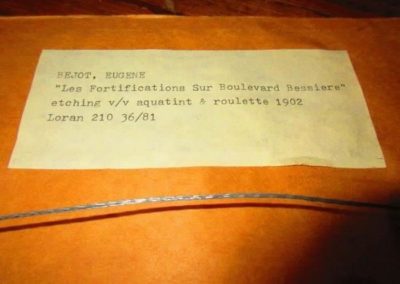 BEJOT, EUGENE
"Les Fortifications Sur Boulevard Bessiere"
etching v/v aquatint & roulette 1902
Loran 210 36/81